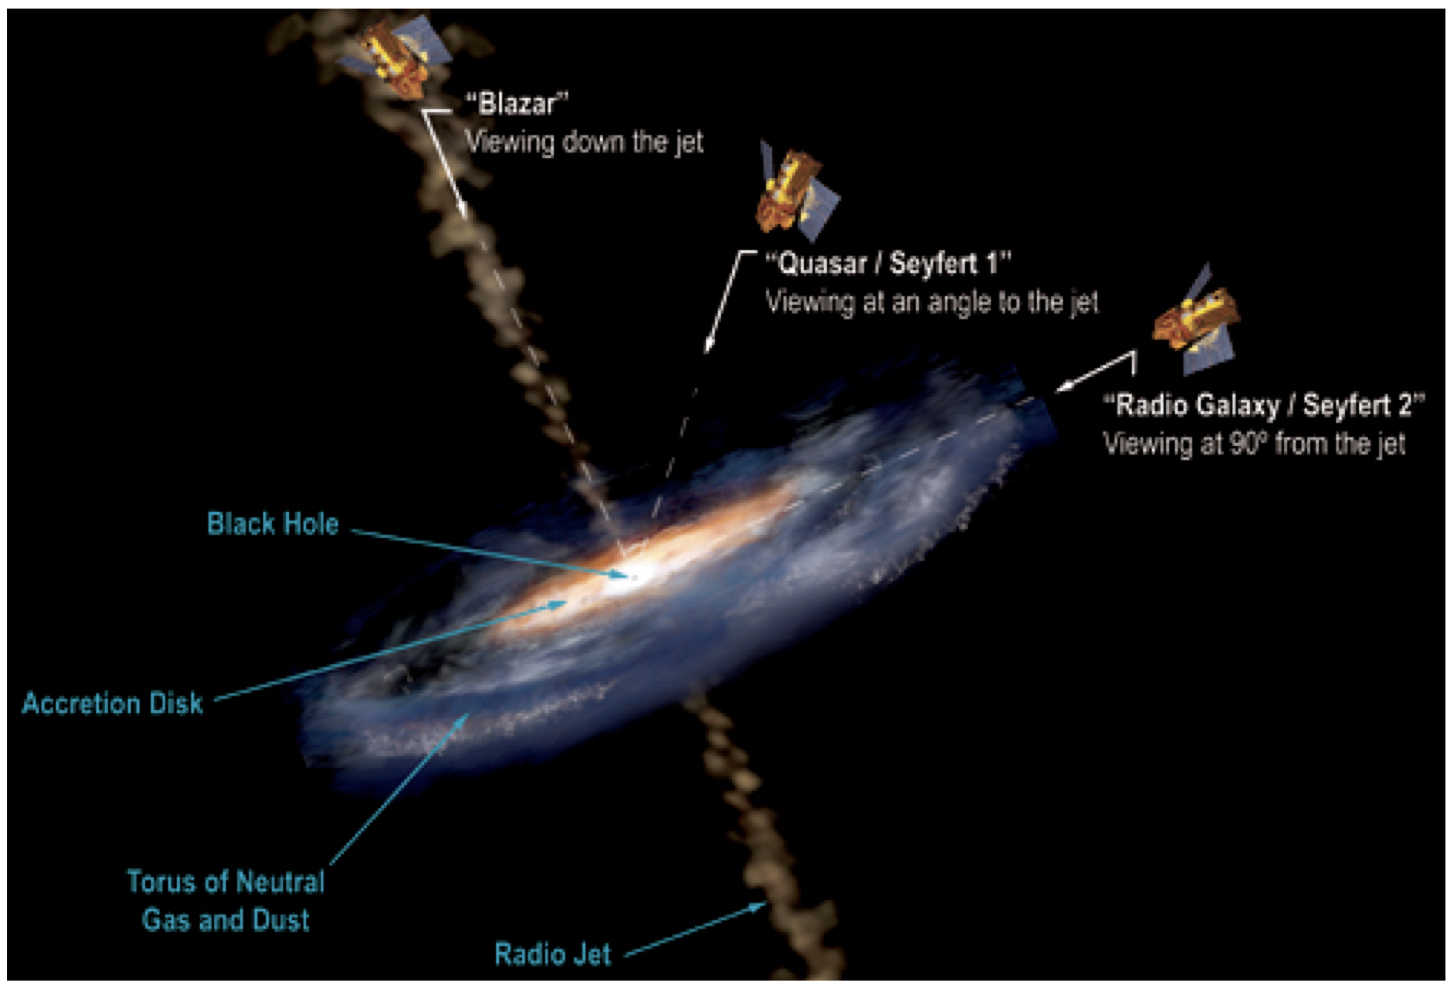 “Blazar”
Viewing down the jet
“Quasar / Seyfert 1”
Viewing at an angle to the jet
“Radio Galaxy / Seyfert 2”
Viewing at 90º from the jet
Black Hole
Accretion Disk
Torus of Neutral
Gas and Dust
Radio Jet